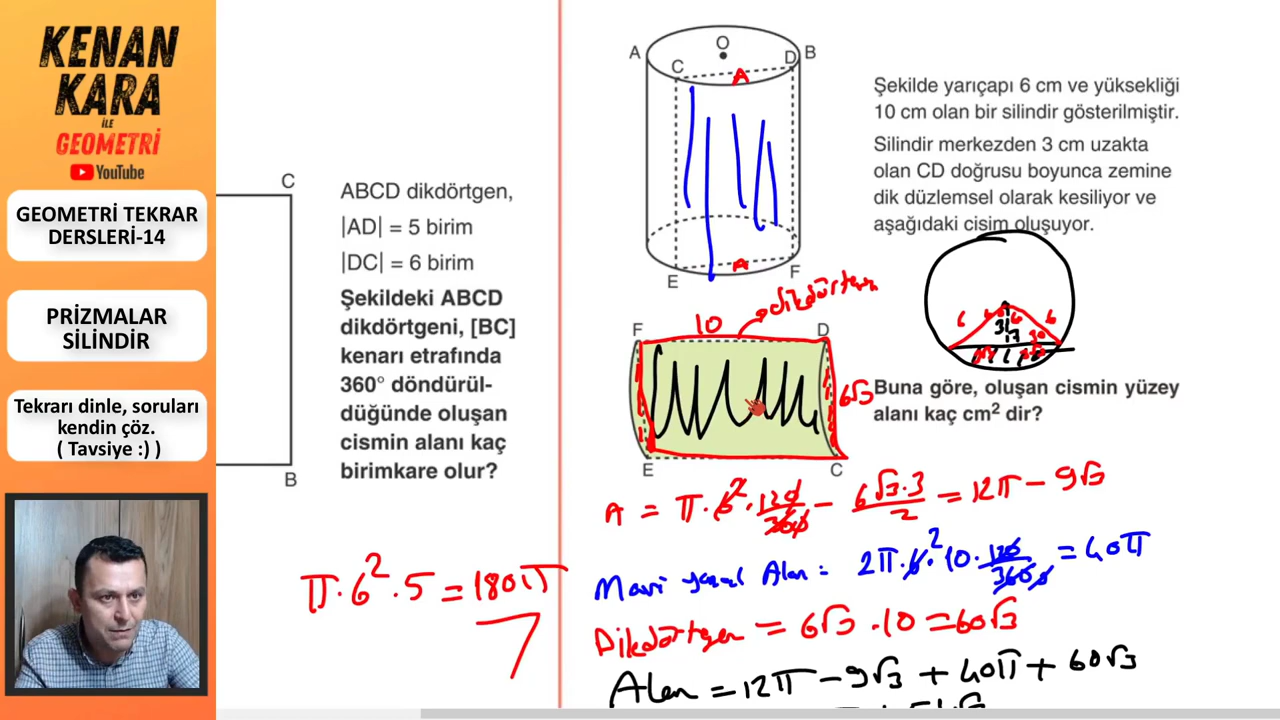 KENAN
KARA
İLE
GEOMETRİ
YouTube
GEOMETRİ TEKRAR
DERSLERİ-14
PRİZMALAR
SİLİNDİR
Tekrarı dinle, soruları
kendin çöz.
( Tavsiye :) )
C
B
ABCD dikdörtgen,
|AD| = 5 birim
|DC| = 6 birim
Şekildeki ABCD
dikdörtgeni, [BC]
kenarı etrafında
360° döndürül-
düğünde oluşan
cismin alanı kaç
birimkare olur?
π·6²·5=180π
A
O
B
C
D
A
A
E
F
Şekilde yarıçapı 6 cm ve yüksekliği
10 cm olan bir silindir gösterilmiştir.
Silindir merkezden 3 cm uzakta
olan CD doğrusu boyunca zemine
dik düzlemsel olarak kesiliyor ve
aşağıdaki cisim oluşuyor.
dikdörtgen
10
F
D
6√3
E
C
6
6
3
Buna göre, oluşan cismin yüzey
alanı kaç cm² dir?
A = π·6²·120/360 − 6√3·3/2 = 12π − 9√3
Mavi yanal Alan = 2π·6·10·120/360 = 40π
Dikdörtgen = 6√3·10=60√3
Alan=12π−9√3+40π+60√3